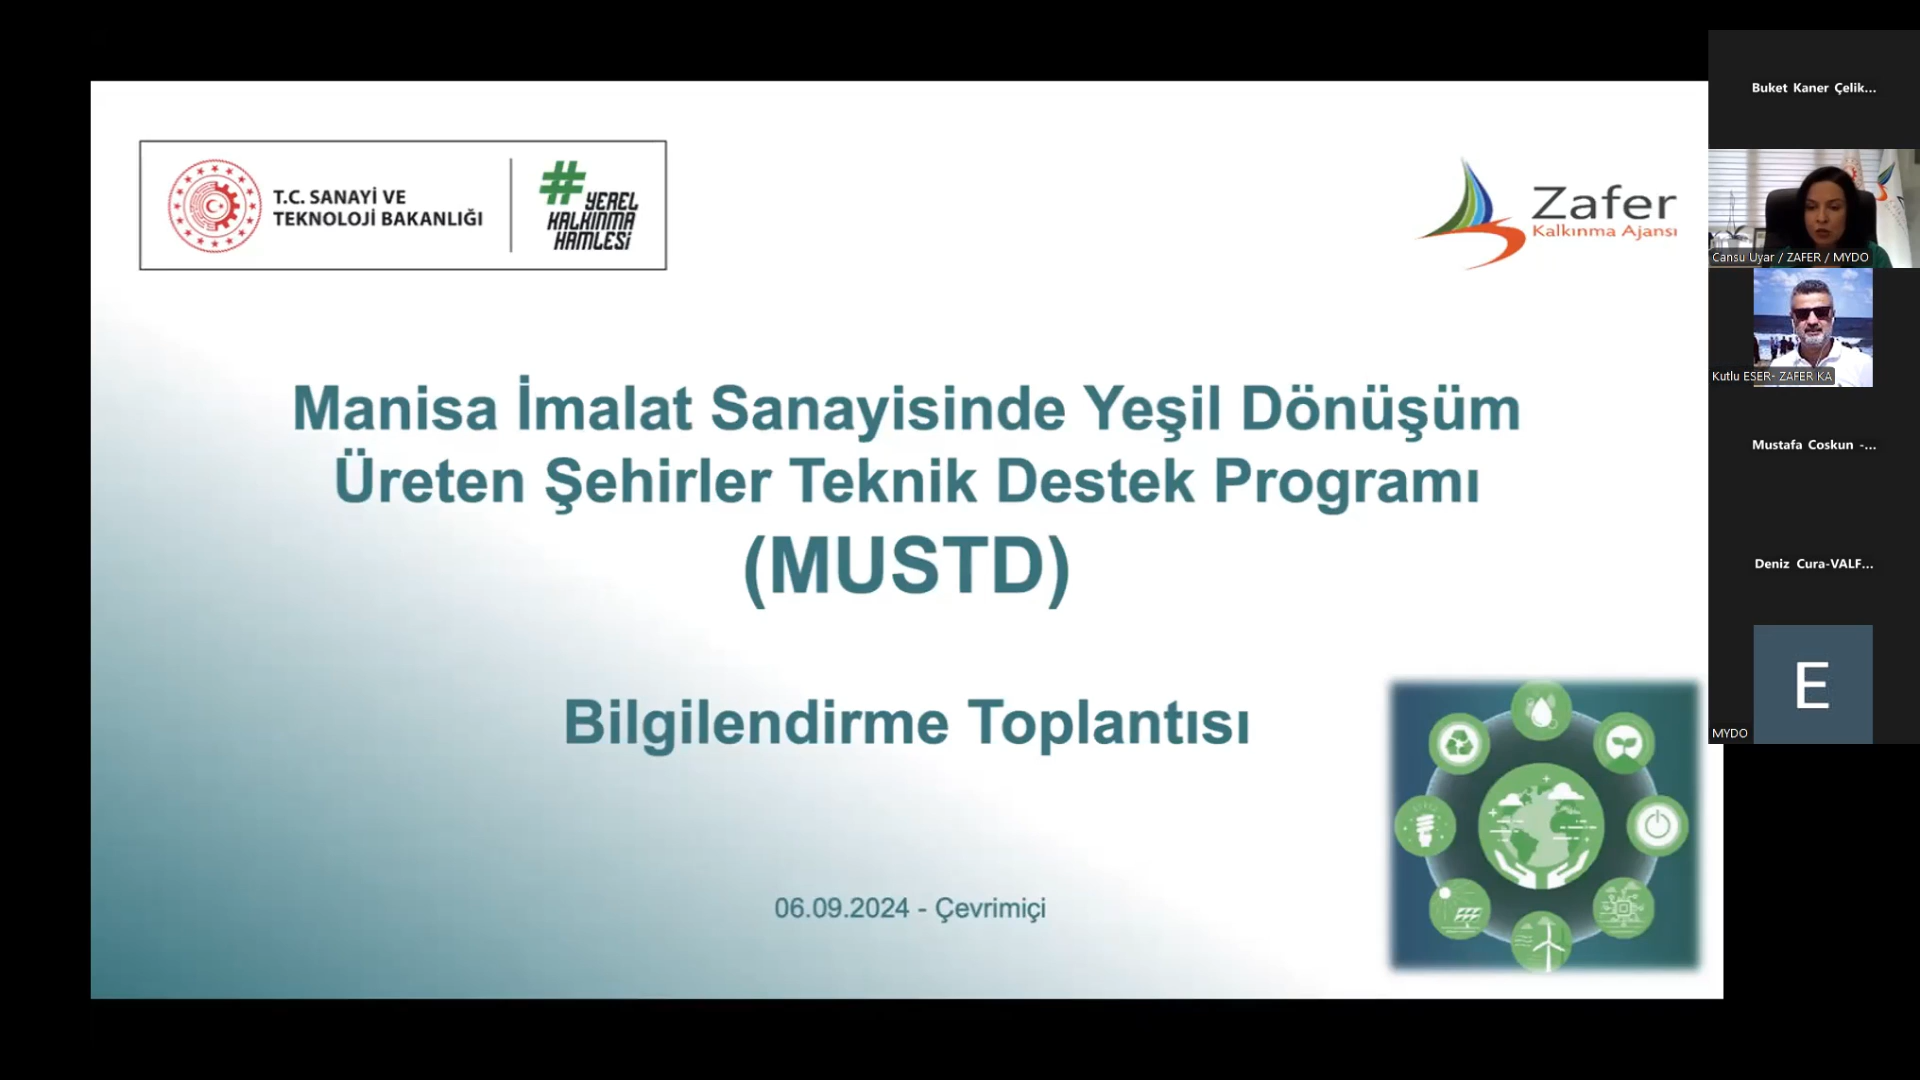 T.C. SANAYİ VE
TEKNOLOJİ BAKANLIĞI
#YEREL
KALKINMA
HAMLESİ
Zafer
Kalkınma Ajansı
Manisa İmalat Sanayisinde Yeşil Dönüşüm
Üreten Şehirler Teknik Destek Programı
(MUSTD)
Bilgilendirme Toplantısı
06.09.2024 - Çevrimiçi
Buket Kaner Çelik...
Cansu Uyar / ZAFER / MYDO
Kutlu ESER- ZAFER KA
Mustafa Coskun -...
Deniz Cura-VALF...
E
MYDO